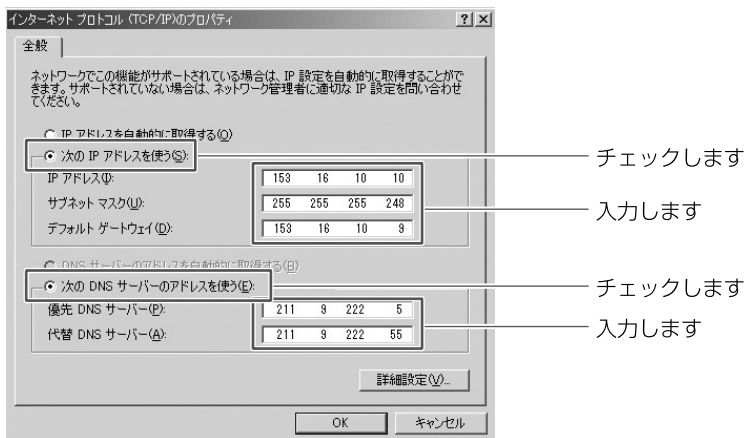 インターネット プロトコル (TCP/IP)のプロパティ
全般
ネットワークでこの機能がサポートされている場合は、IP 設定を自動的に取得することがで
きます。サポートされていない場合は、ネットワーク管理者に適切な IP 設定を問い合わせ
てください。
IP アドレスを自動的に取得する(O)
次の IP アドレスを使う(S):
チェックします
IP アドレス(I): 153 16 10 10
サブネット マスク(U): 255 255 255 248
入力します
デフォルト ゲートウェイ(D): 153 16 10 9
DNS サーバーのアドレスを自動的に取得する(B)
次の DNS サーバーのアドレスを使う(E):
チェックします
優先 DNS サーバー(P): 211 9 222 5
入力します
代替 DNS サーバー(A): 211 9 222 55
詳細設定(V)...
OK
キャンセル